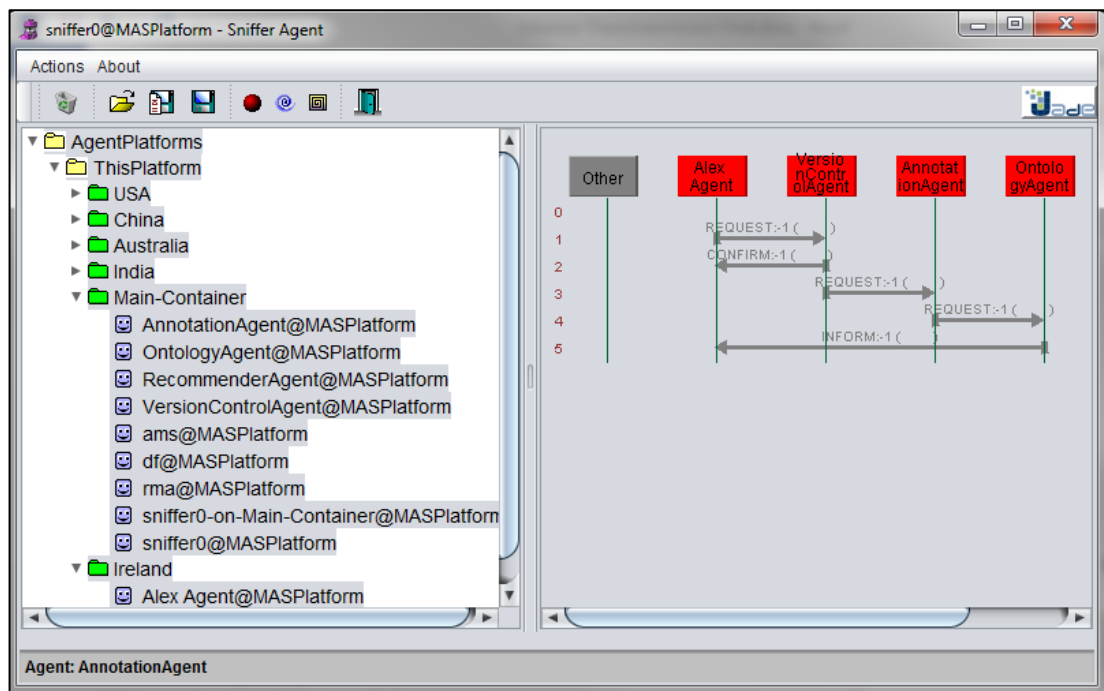 sniffer0@MASPlatform - Sniffer Agent
Actions About
Jade
AgentPlatforms
ThisPlatform
USA
China
Australia
India
Main-Container
AnnotationAgent@MASPlatform
OntologyAgent@MASPlatform
RecommenderAgent@MASPlatform
VersionControlAgent@MASPlatform
ams@MASPlatform
df@MASPlatform
rma@MASPlatform
sniffer0-on-Main-Container@MASPlatform
sniffer0@MASPlatform
Ireland
Alex Agent@MASPlatform
Other
Alex
Agent
Versio
nContr
olAgent
Annotat
ionAgent
Ontolo
gyAgent
0
REQUEST:-1 ( )
1
CONFIRM:-1 ( )
2
REQUEST:-1 ( )
3
REQUEST:-1 ( )
4
INFORM:-1 ( )
5
Agent: AnnotationAgent